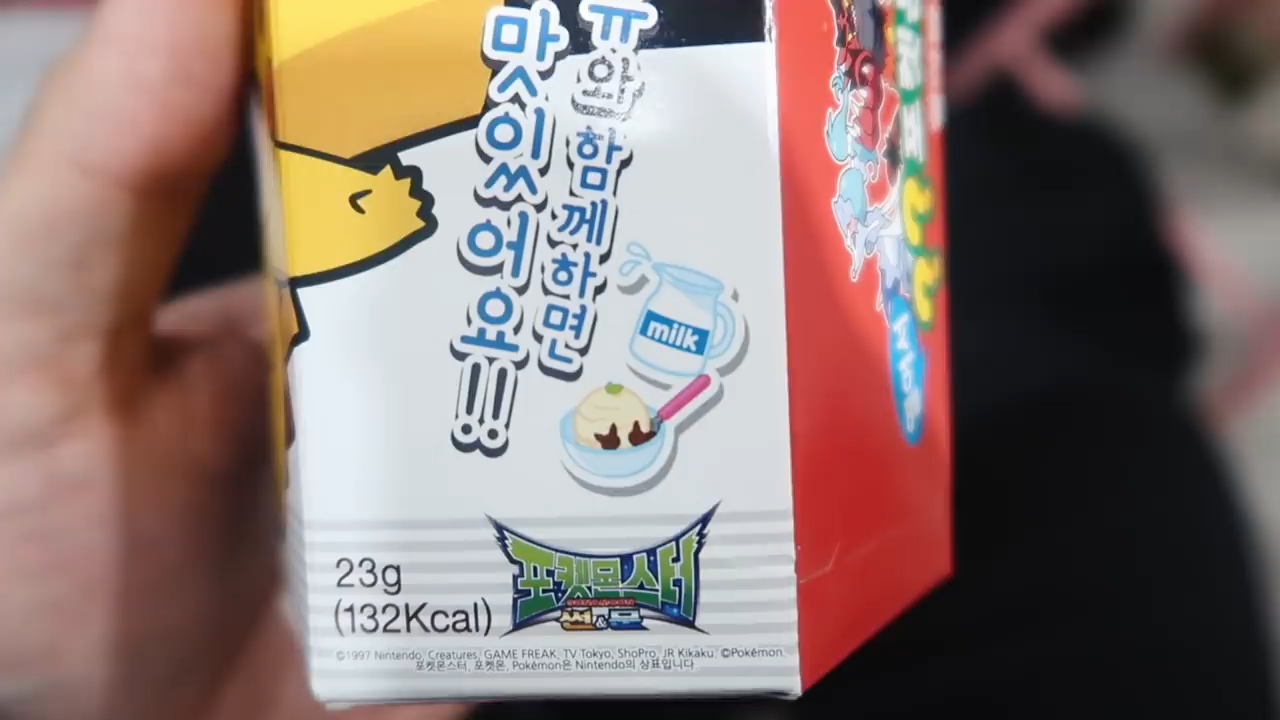 유와 함께하면
맛있어요!!
milk
23g
(132Kcal)
포켓몬스터
썬&문
©1997 Nintendo, Creatures, GAME FREAK, TV Tokyo, ShoPro, JR Kikaku. ©Pokémon.
포켓몬스터, 포켓몬, Pokémon은 Nintendo의 상표입니다.